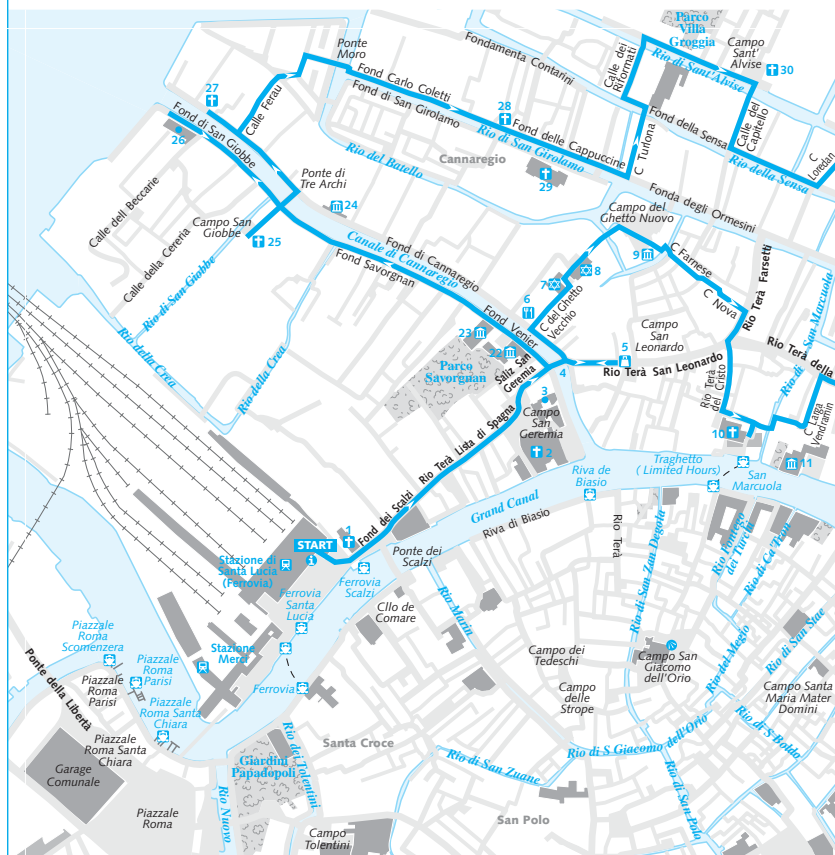 Parco
Villa
Groggia
Campo
Sant'
Alvise
30
Ponte
Moro
Fondamenta Contarini
Calle dei
Riformati
Rio di Sant'Alvise
27
Calle Ferau
Fond Carlo Coletti
Fond di San Girolamo
28
Fond delle Cappuccine
Rio di San Girolamo
Fond della Sensa
Calle del
Capitello
C
Loredan
Rio della Sensa
Fond di San Giobbe
26
Rio del Batello
Cannaregio
C Turlona
29
Ponte di
Tre Archi
24
Fonda degli Ormesini
Calle dell Beccarie
Campo San
Giobbe
25
Calle della Cereria
Campo del
Ghetto Nuovo
Canale di Cannaregio
Fond di Cannaregio
Fond Savorgnan
9
C Farnese
Rio Terà Farsetti
7
8
C Nova
Rio di San Marcuola
Rio di San Giobbe
6
C del Ghetto
Vecchio
Fond Venier
Campo
San
Leonardo
5
Rio della Crea
Rio della Crea
23
22
Parco
Savorgnan
Saliz San
Geremia
4
Rio Terà San Leonardo
Rio Terà della
3
Rio Terà
del Cristo
Campo
San
Geremia
2
Rio Terà Lista di Spagna
C Larga
Vendramin
10
11
Traghetto
(Limited Hours)
San
Marcuola
Riva de
Biasio
Grand Canal
Riva di Biasio
Rio Terà
Fond dei Scalzi
1
START
Ponte dei
Scalzi
Rio di San Zan Degolà
Rio Fontego
dei Turchi
Rio di Ca'Tron
Stazione di
Santa Lucia
(Ferrovia)
Ferrovia
Scalzi
Ferrovia
Santa
Lucia
Cllo de
Comare
Rio Marin
Rio di San Stae
Piazzale
Roma
Scomenzera
Stazione
Merci
Campo dei
Tedeschi
Campo San
Giacomo
dell'Orio
Rio del Megio
Piazzale
Roma
Parisi
Ponte della Libertà
Piazzale
Roma
Parisi
Ferrovia
Campo
delle
Strope
Campo Santa
Maria Mater
Domini
Piazzale
Roma Santa
Chiara
Piazzale
Roma Santa
Chiara
Santa Croce
Rio di S Giacomo dell'Orio
Rio di S Boldo
Garage
Comunale
Giardini
Papadopoli
Rio dei Tolentini
Rio di San Zuane
Rio di San Polo
Piazzale
Roma
Rio Nuovo
Campo
Tolentini
San Polo